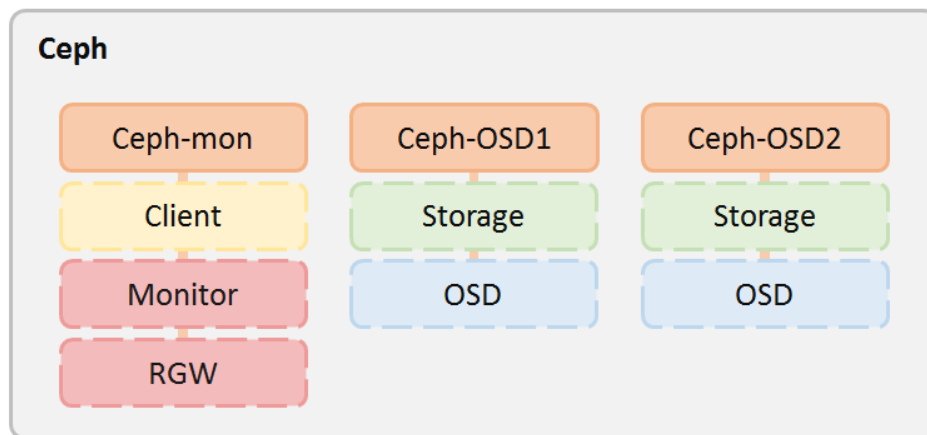 Ceph
Ceph-mon
Client
Monitor
RGW
Ceph-OSD1
Storage
OSD
Ceph-OSD2
Storage
OSD